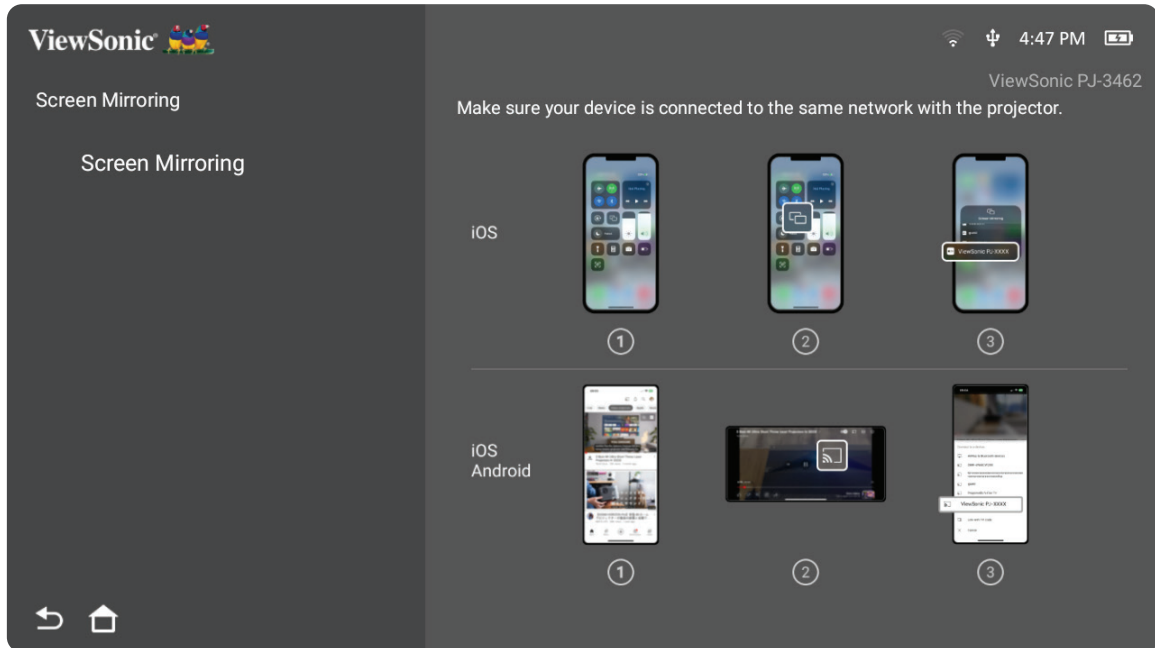 ViewSonic
4:47 PM
ViewSonic PJ-3462
Screen Mirroring
Make sure your device is connected to the same network with the projector.
Screen Mirroring
iOS
Screen Mirroring
ViewSonic PJ-XXXX
1
2
3
iOS
Android
ViewSonic PJ-XXXX
1
2
3